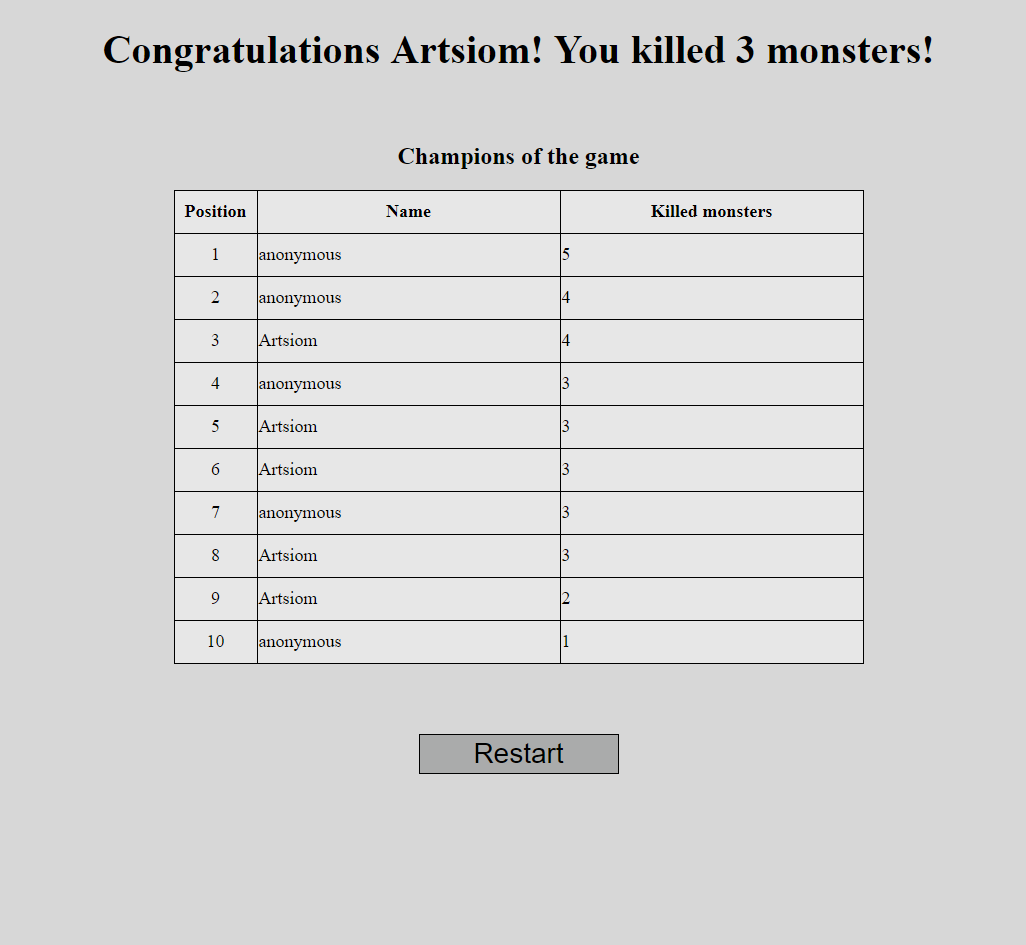 Congratulations Artsiom! You killed 3 monsters!
Champions of the game
Position Name Killed monsters
1 anonymous 5
2 anonymous 4
3 Artsiom 4
4 anonymous 3
5 Artsiom 3
6 Artsiom 3
7 anonymous 3
8 Artsiom 3
9 Artsiom 2
10 anonymous 1
Restart